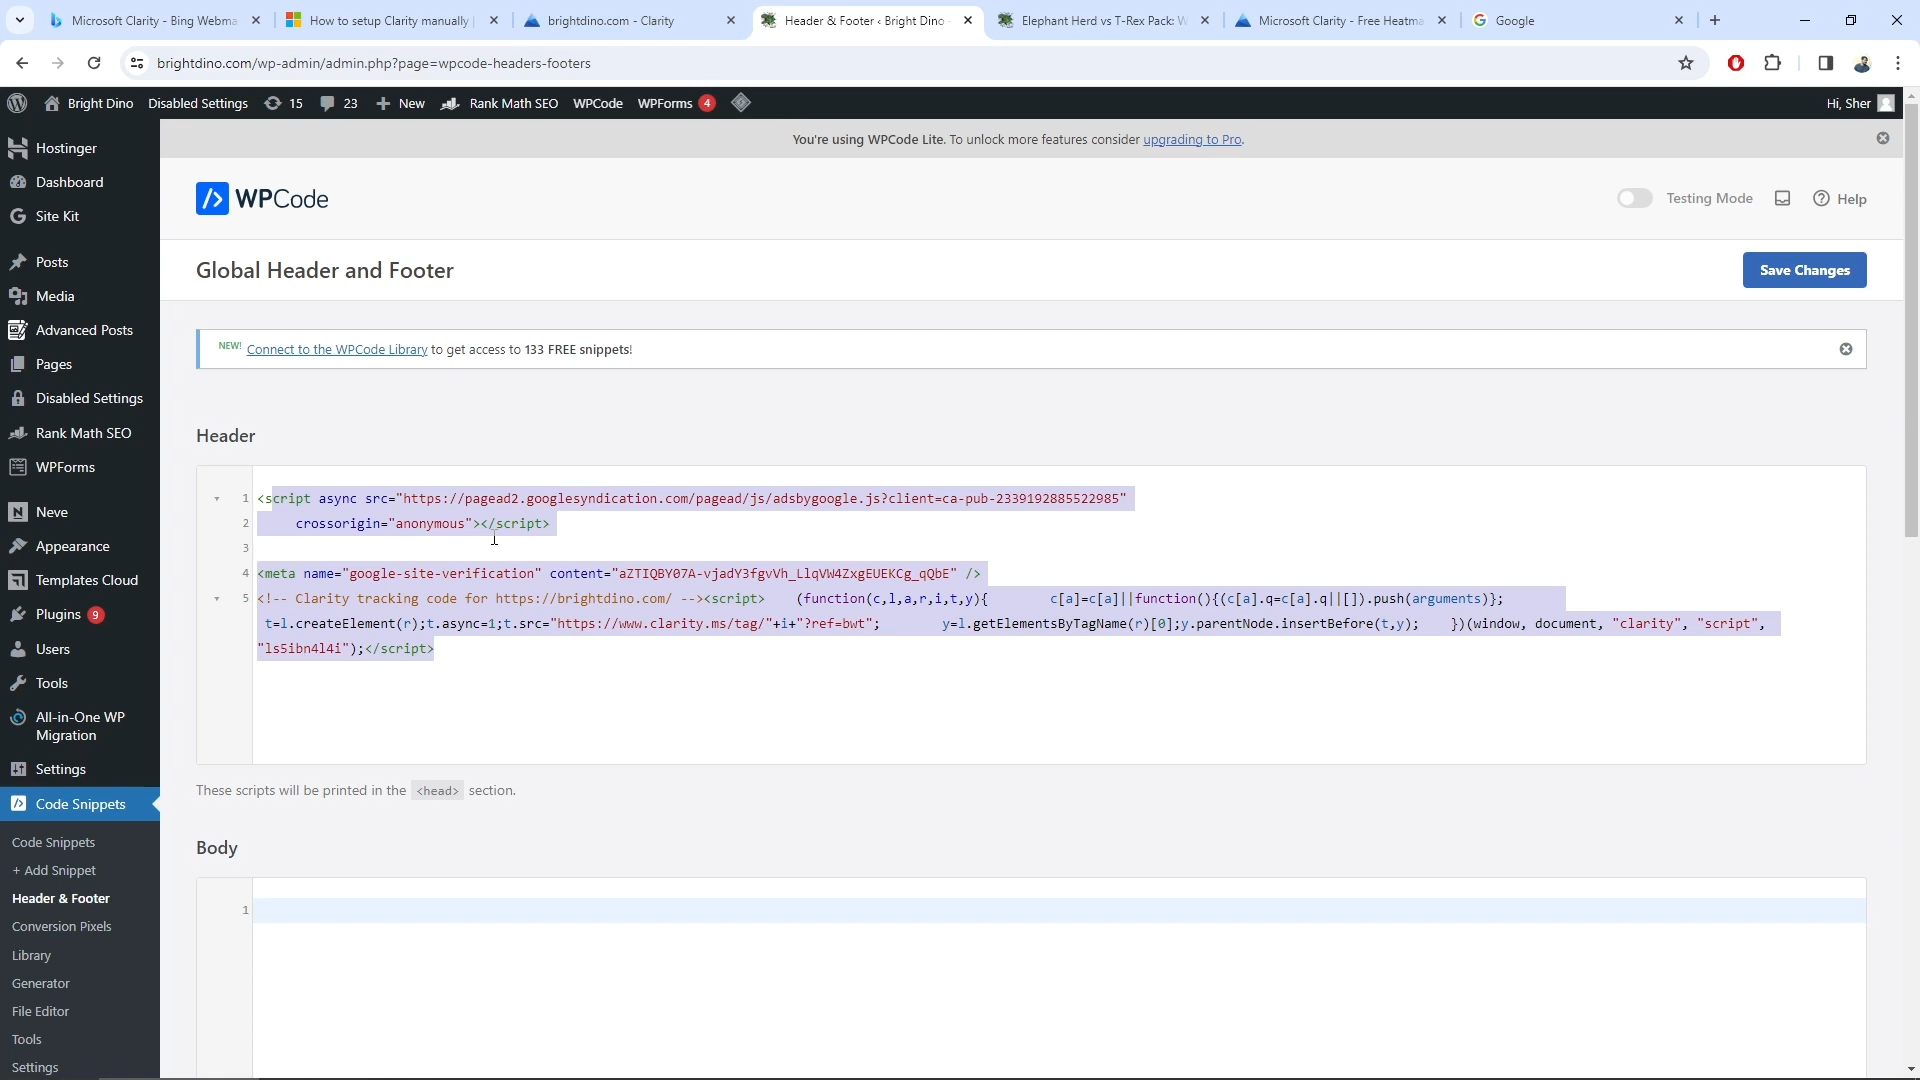 Microsoft Clarity - Bing Webma
How to setup Clarity manually
brightdino.com - Clarity
Header & Footer ‹ Bright Dino
Elephant Herd vs T-Rex Pack: W
Microsoft Clarity - Free Heatma
Google
brightdino.com/wp-admin/admin.php?page=wpcode-headers-footers
Bright Dino Disabled Settings 15 23 + New Rank Math SEO WPCode WPForms 4
Hi, Sher
You're using WPCode Lite. To unlock more features consider upgrading to Pro.
Hostinger
Dashboard
Site Kit
Posts
Media
Advanced Posts
Pages
Disabled Settings
Rank Math SEO
WPForms
Neve
Appearance
Templates Cloud
Plugins 9
Users
Tools
All-in-One WP
Migration
Settings
Code Snippets
Code Snippets
+ Add Snippet
Header & Footer
Conversion Pixels
Library
Generator
File Editor
Tools
Settings
WPCode
Testing Mode
Help
Global Header and Footer
Save Changes
NEW! Connect to the WPCode Library to get access to 133 FREE snippets!
Header
1 <script async src="https://pagead2.googlesyndication.com/pagead/js/adsbygoogle.js?client=ca-pub-2339192885522985"
2 crossorigin="anonymous"></script>
3
4 <meta name="google-site-verification" content="aZTIQBY07A-vjadY3fgvVh_LlqVW4ZxgEUEKCg_qQbE" />
5 <!-- Clarity tracking code for https://brightdino.com/ --><script> (function(c,l,a,r,i,t,y){ c[a]=c[a]||function(){(c[a].q=c[a].q||[]).push(arguments)};
t=l.createElement(r);t.async=1;t.src="https://www.clarity.ms/tag/"+i+"?ref=bwt"; y=l.getElementsByTagName(r)[0];y.parentNode.insertBefore(t,y); })(window, document, "clarity", "script",
"ls5ibn4l4i");</script>
These scripts will be printed in the <head> section.
Body
1